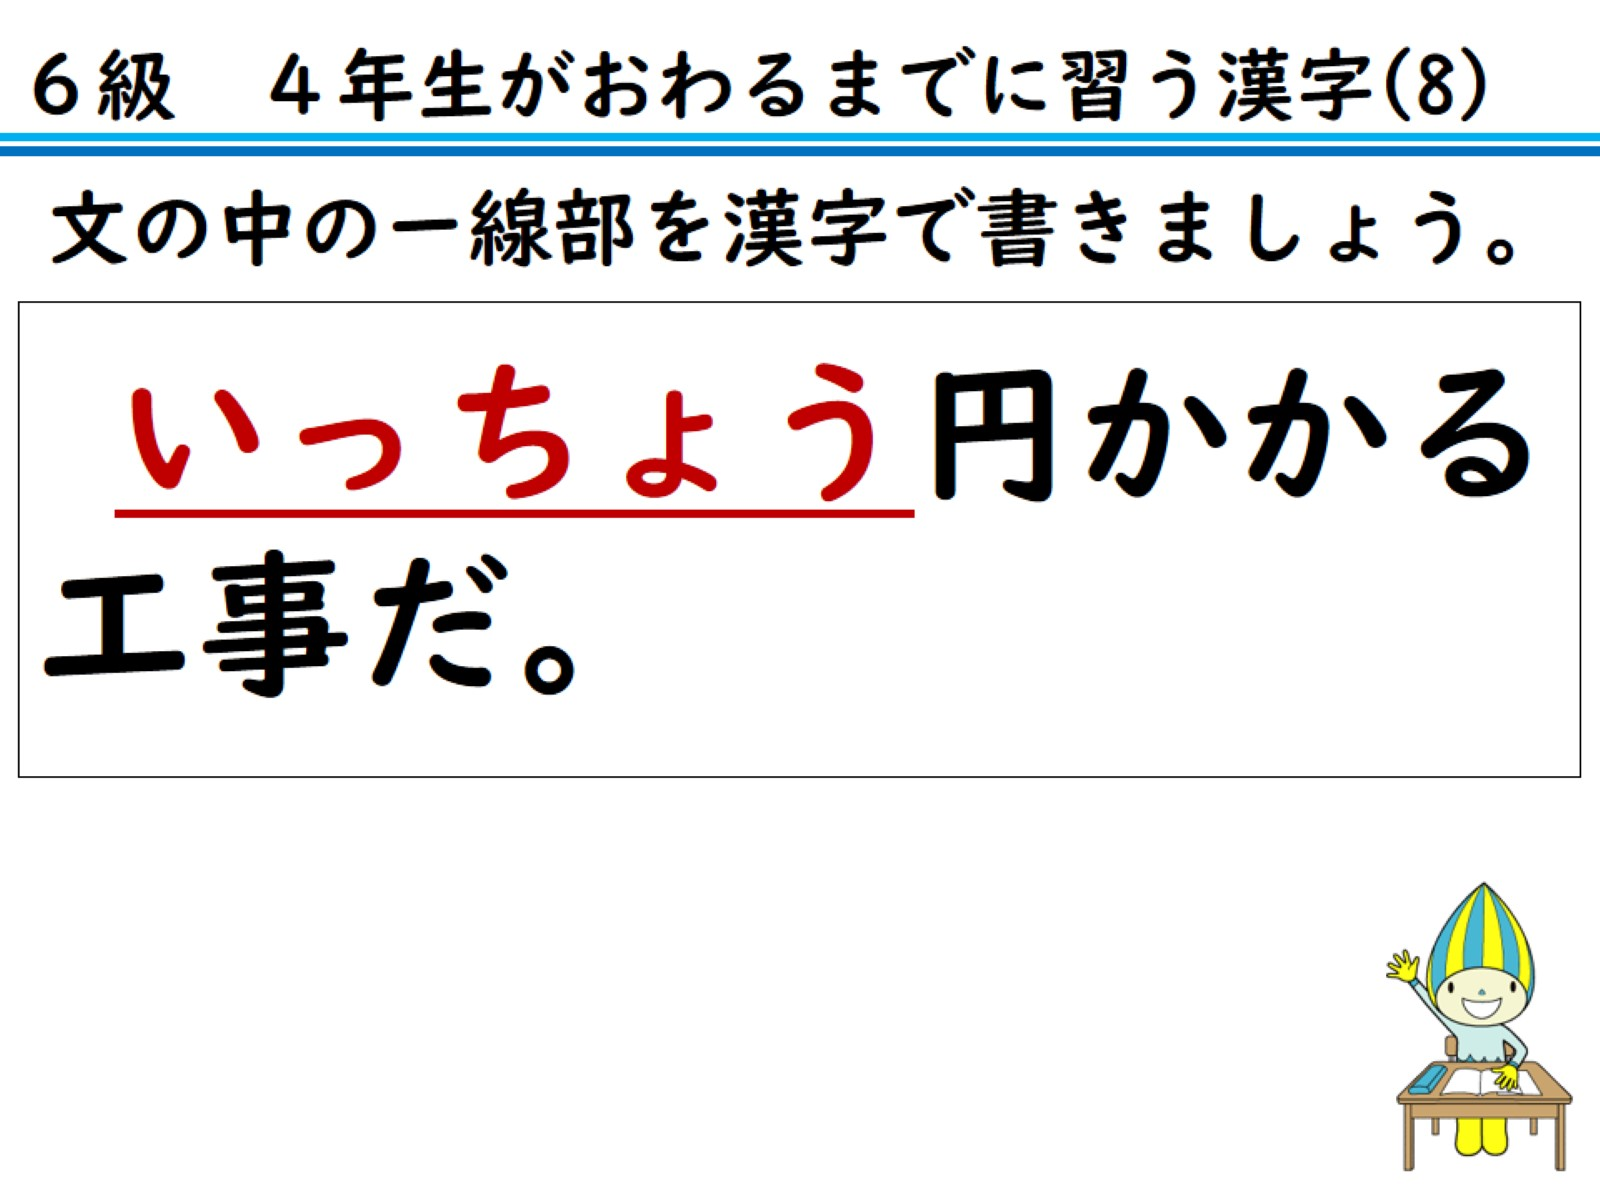 ６級　４年生がおわるまでに習う漢字(8)
文の中の一線部を漢字で書きましょう。
いっちょう円かかる
工事だ。